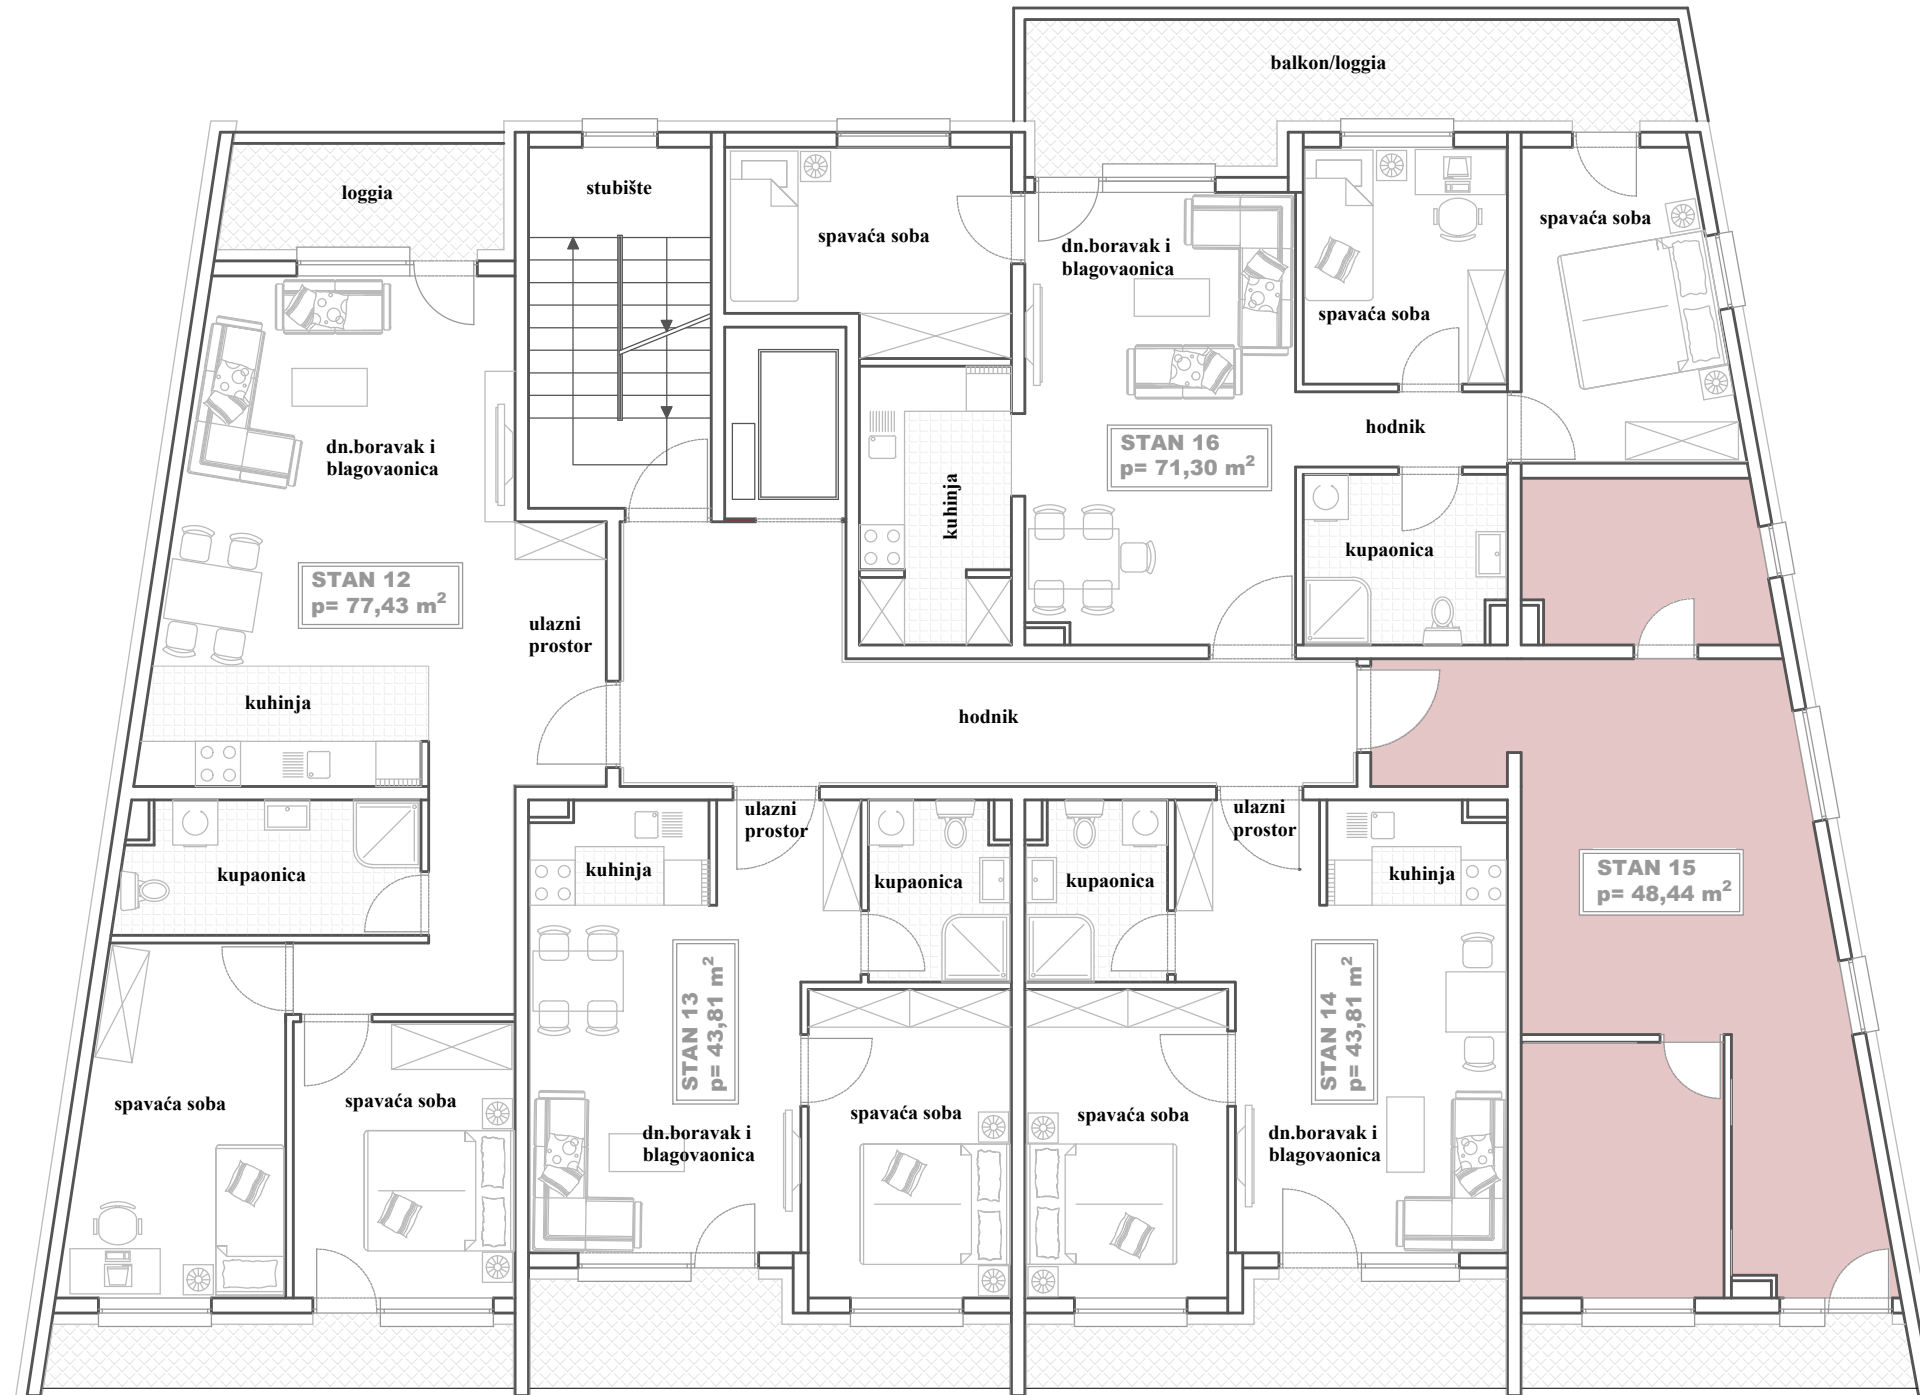 balkon/loggia
loggia
stubište
spavaća soba
dn.boravak i
blagovaonica
spavaća soba
spavaća soba
dn.boravak i
blagovaonica
hodnik
STAN 16
p= 71,30 m²
kuhinja
kupaonica
STAN 12
p= 77,43 m²
ulazni
prostor
kuhinja
hodnik
kupaonica
ulazni
prostor
kuhinja
kupaonica
kupaonica
ulazni
prostor
kuhinja
STAN 15
p= 48,44 m²
STAN 13
p= 43,81 m²
STAN 14
p= 43,81 m²
spavaća soba
spavaća soba
dn.boravak i
blagovaonica
spavaća soba
spavaća soba
dn.boravak i
blagovaonica